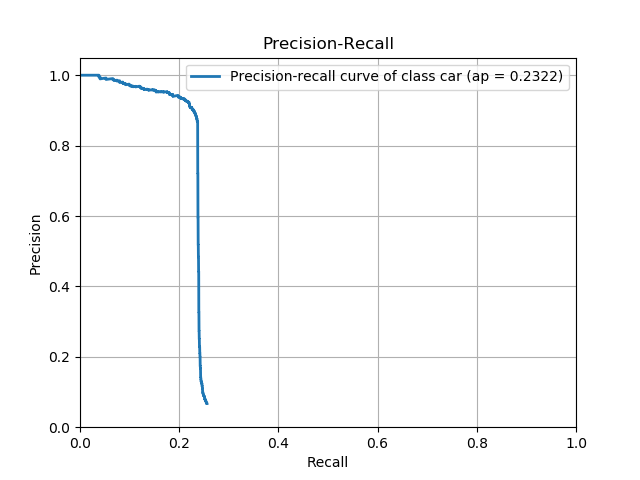 Precision-Recall
Precision-recall curve of class car (ap = 0.2322)
1.0
0.8
0.6
0.4
0.2
0.0
Precision
0.0 0.2 0.4 0.6 0.8 1.0
Recall